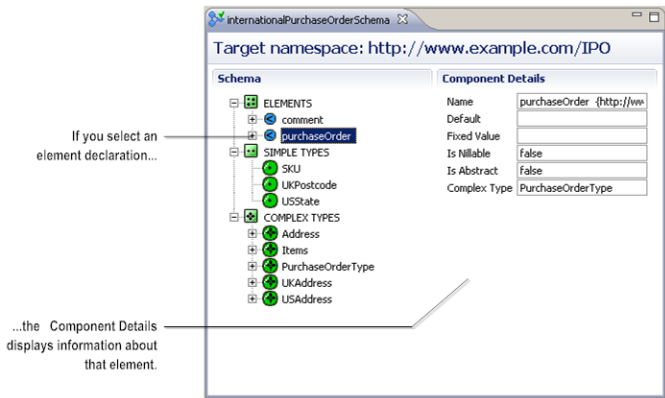 internationalPurchaseOrderSchema
Target namespace: http://www.example.com/IPO
Schema
Component Details
ELEMENTS
comment
purchaseOrder
SIMPLE TYPES
SKU
UKPostcode
USState
COMPLEX TYPES
Address
Items
PurchaseOrderType
UKAddress
USAddress
Name purchaseOrder {http://ww
Default
Fixed Value
Is Nillable false
Is Abstract false
Complex Type PurchaseOrderType
If you select an
element declaration...
...the Component Details
displays information about
that element.